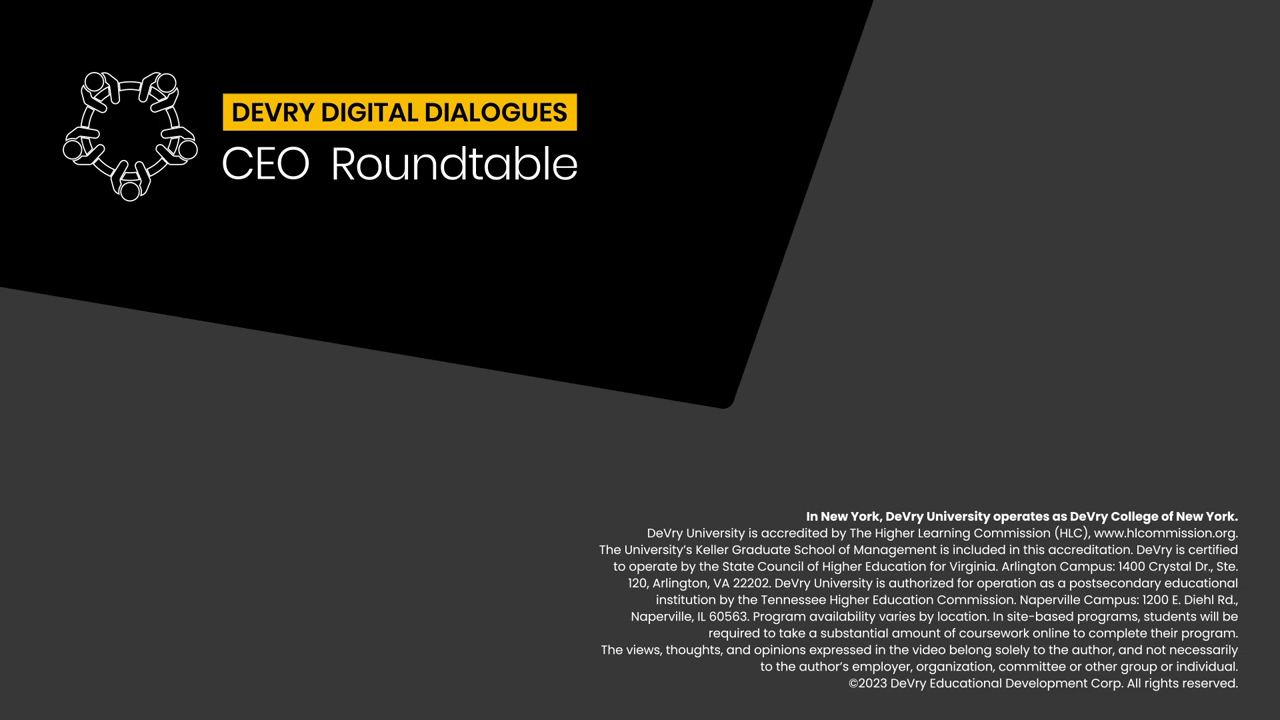 DEVRY DIGITAL DIALOGUES
CEO Roundtable
In New York, DeVry University operates as DeVry College of New York.
DeVry University is accredited by The Higher Learning Commission (HLC), www.hlcommission.org.
The University's Keller Graduate School of Management is included in this accreditation. DeVry is certified
to operate by the State Council of Higher Education for Virginia. Arlington Campus: 1400 Crystal Dr., Ste.
120, Arlington, VA 22202. DeVry University is authorized for operation as a postsecondary educational
institution by the Tennessee Higher Education Commission. Naperville Campus: 1200 E. Diehl Rd.,
Naperville, IL 60563. Program availability varies by location. In site-based programs, students will be
required to take a substantial amount of coursework online to complete their program.
The views, thoughts, and opinions expressed in the video belong solely to the author, and not necessarily
to the author's employer, organization, committee or other group or individual.
©2023 DeVry Educational Development Corp. All rights reserved.